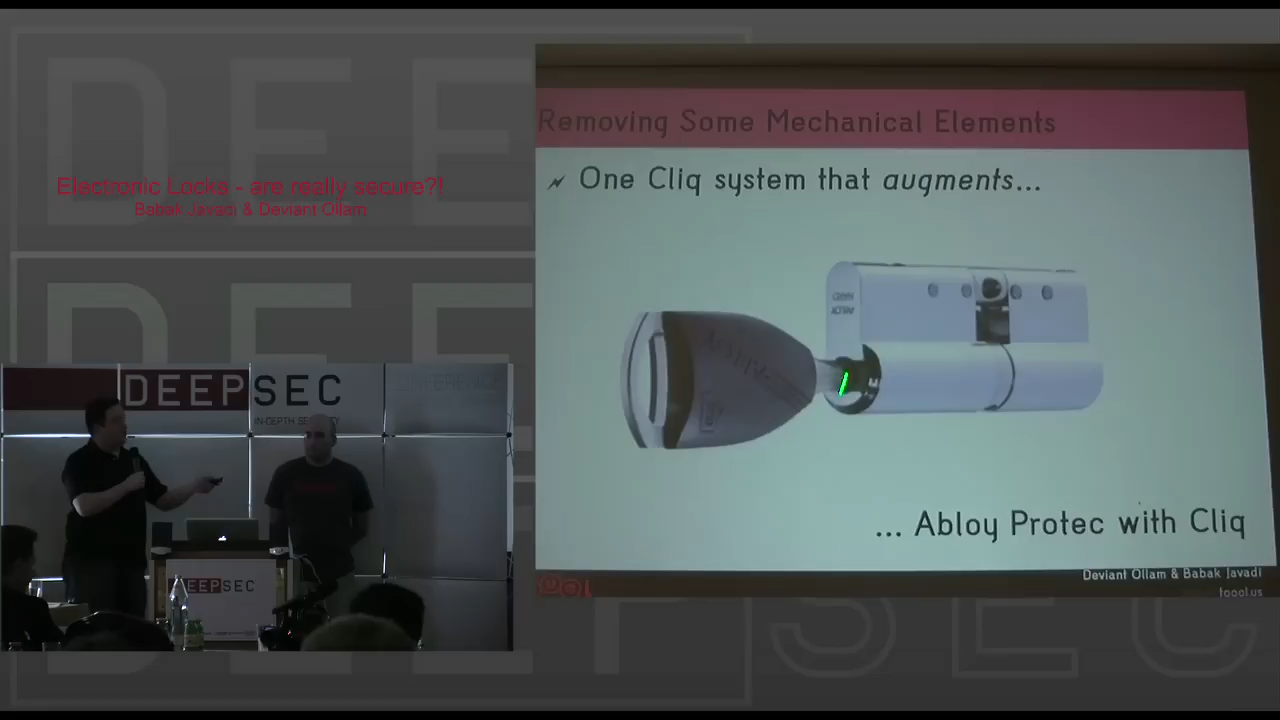 Electronic Locks - are really secure?!
Babak Javadi & Deviant Ollam
DEEPSEC
CONFERENCE
IN-DEPTH SECURITY
DEEPSEC
Removing Some Mechanical Elements
One Cliq system that augments...
... Abloy Protec with Cliq
Deviant Ollam & Babak Javadi
toool.us